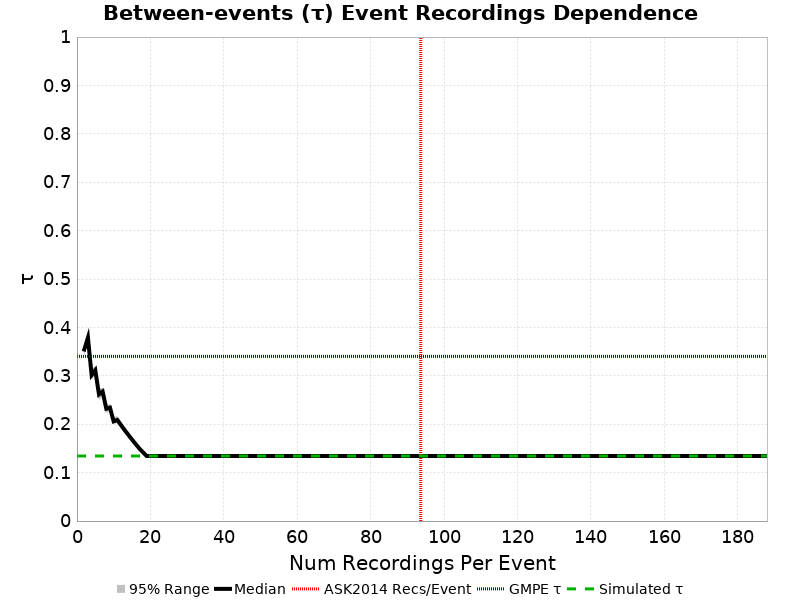 Between-events (τ) Event Recordings Dependence
1
0.9
0.8
0.7
0.6
0.5
0.4
0.3
0.2
0.1
0
τ
0 20 40 60 80 100 120 140 160 180
Num Recordings Per Event
95% Range Median ASK2014 Recs/Event GMPE τ Simulated τ